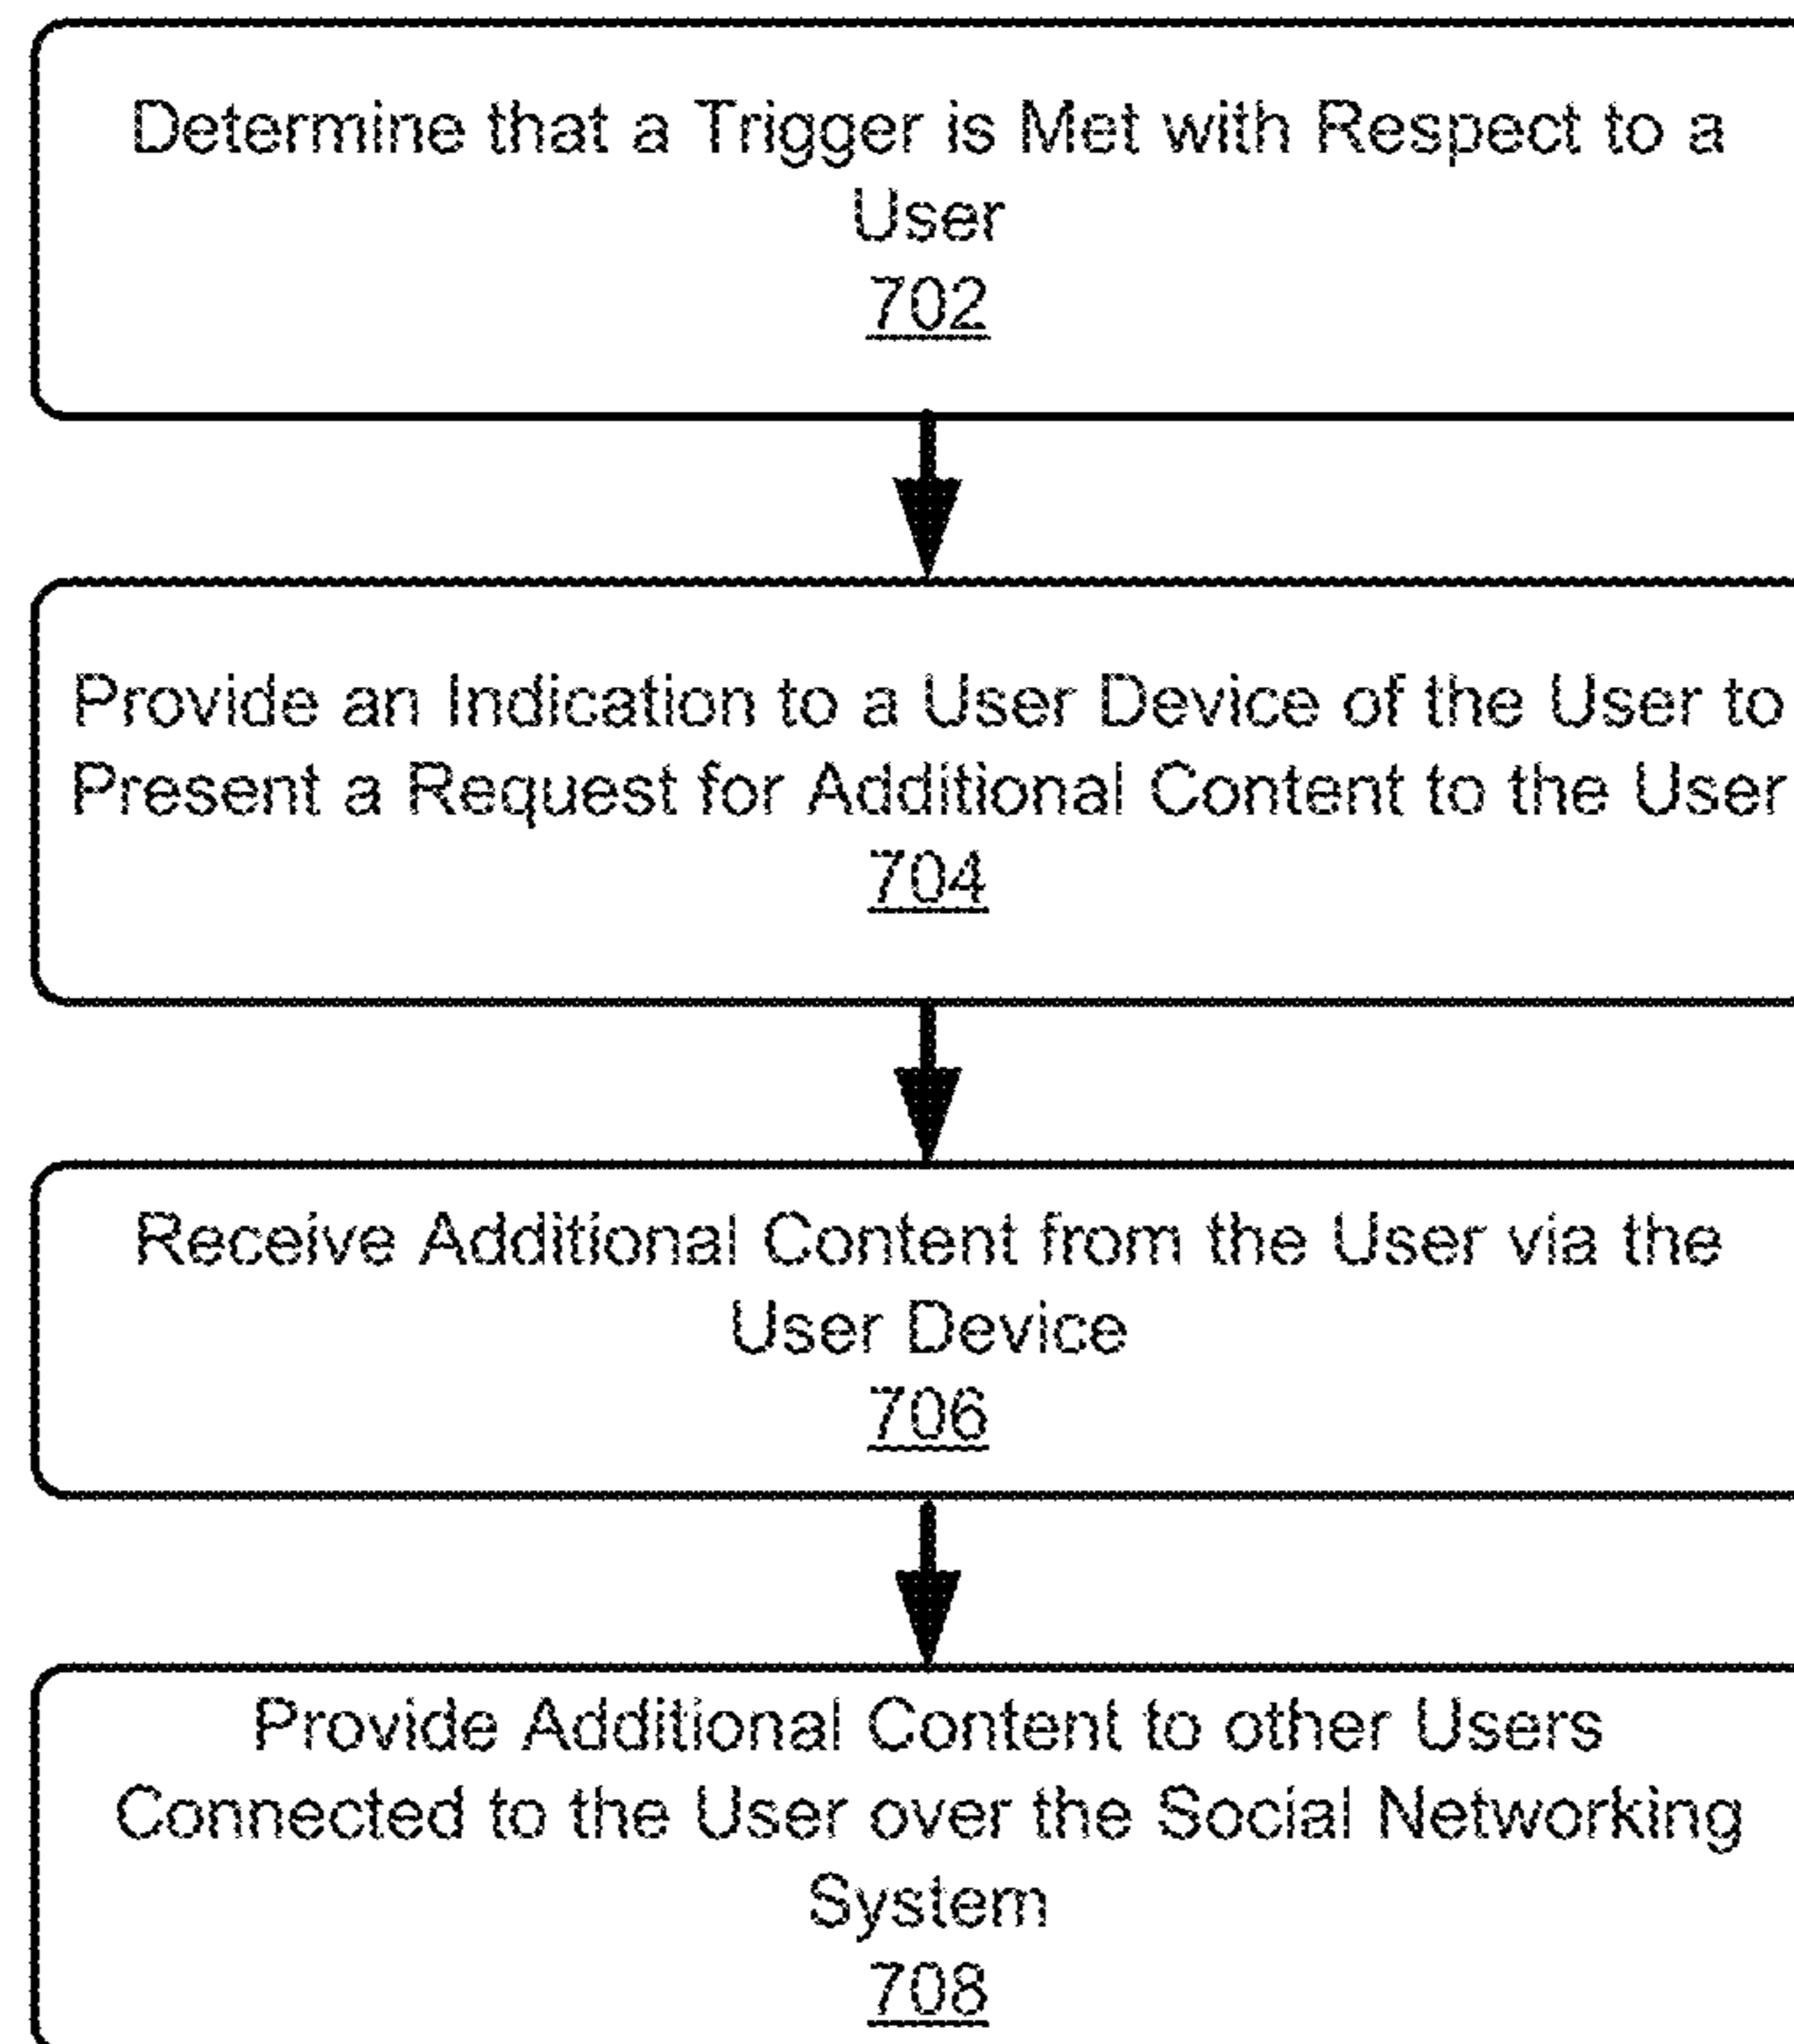 Determine that a Trigger is Met with Respect to a
User
702
Provide an Indication to a User Device of the User to
Present a Request for Additional Content to the User
704
Receive Additional Content from the User via the
User Device
706
Provide Additional Content to other Users
Connected to the User over the Social Networking
System
708